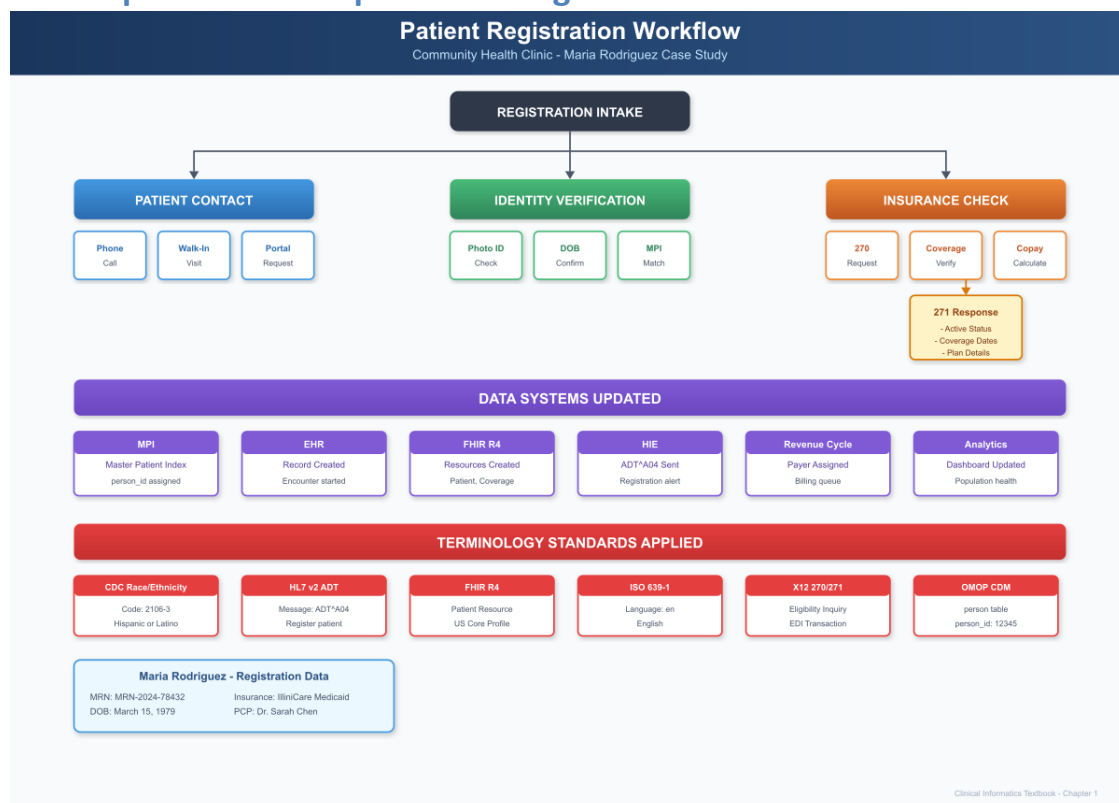 Patient Registration Workflow
Community Health Clinic - Maria Rodriguez Case Study
REGISTRATION INTAKE
PATIENT CONTACT
Phone
Call
Walk-In
Visit
Portal
Request
IDENTITY VERIFICATION
Photo ID
Check
DOB
Confirm
MPI
Match
INSURANCE CHECK
270
Request
Coverage
Verify
Copay
Calculate
271 Response
- Active Status
- Coverage Dates
- Plan Details
DATA SYSTEMS UPDATED
MPI
Master Patient Index
person_id assigned
EHR
Record Created
Encounter started
FHIR R4
Resources Created
Patient, Coverage
HIE
ADT^A04 Sent
Registration alert
Revenue Cycle
Payer Assigned
Billing queue
Analytics
Dashboard Updated
Population health
TERMINOLOGY STANDARDS APPLIED
CDC Race/Ethnicity
Code: 2106-3
Hispanic or Latino
HL7 v2 ADT
Message: ADT^A04
Register patient
FHIR R4
Patient Resource
US Core Profile
ISO 639-1
Language: en
English
X12 270/271
Eligibility Inquiry
EDI Transaction
OMOP CDM
person table
person_id: 12345
Maria Rodriguez - Registration Data
MRN: MRN-2024-78432
Insurance: IlliniCare Medicaid
DOB: March 15, 1979
PCP: Dr. Sarah Chen
Clinical Informatics Textbook - Chapter 1